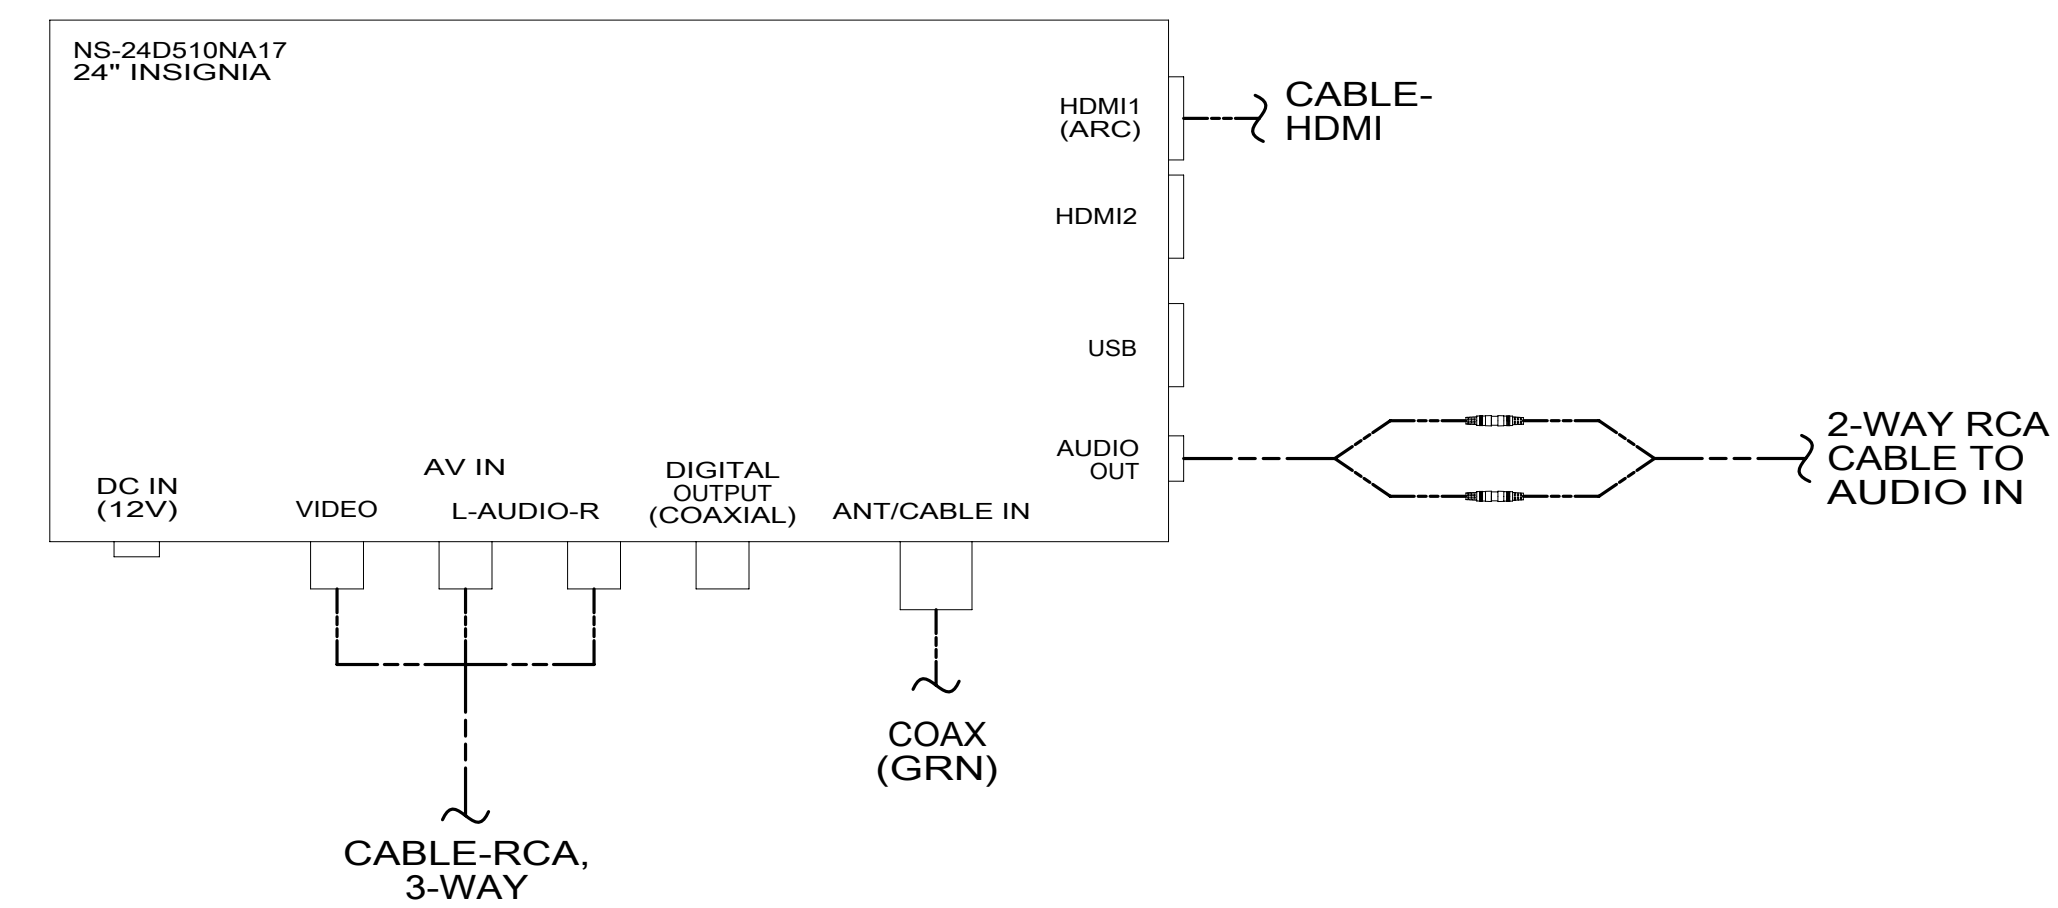 NS-24D510NA17
24" INSIGNIA
HDMI1
(ARC)
CABLE-
HDMI
HDMI2
USB
AUDIO
OUT
2-WAY RCA
CABLE TO
AUDIO IN
DC IN
(12V)
AV IN
VIDEO
L-AUDIO-R
DIGITAL
OUTPUT
(COAXIAL)
ANT/CABLE IN
COAX
(GRN)
CABLE-RCA,
3-WAY